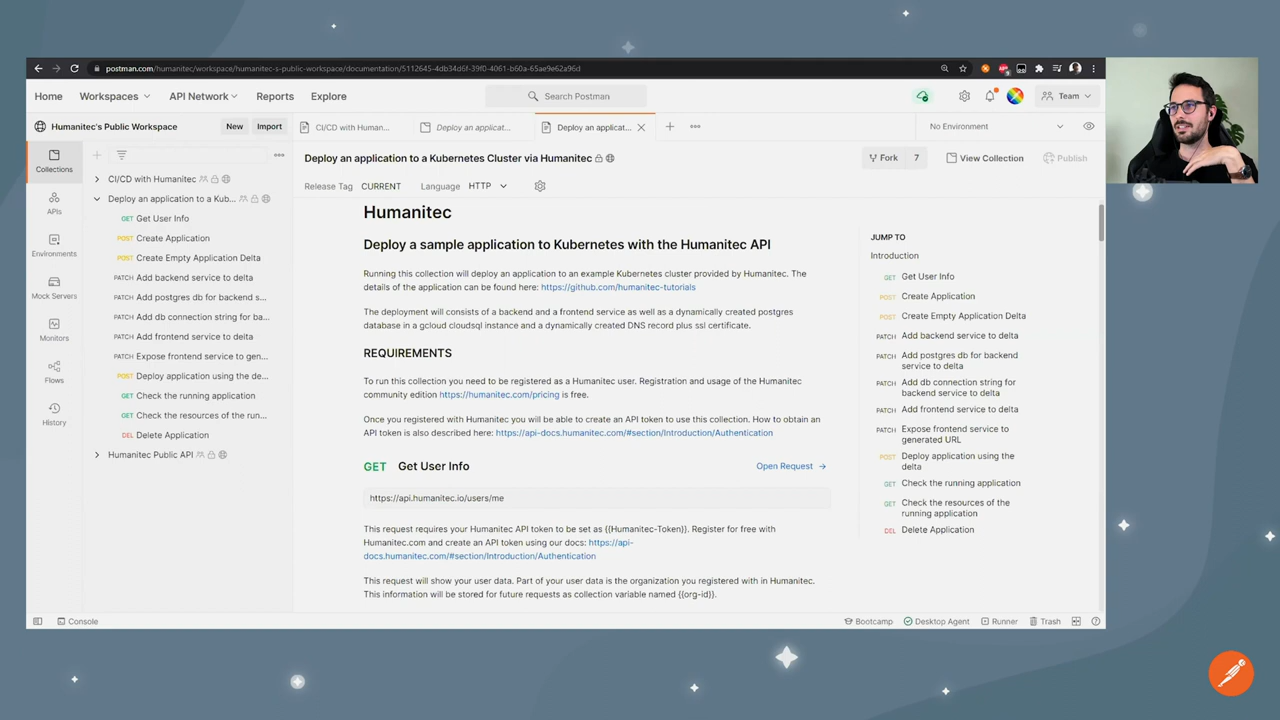 postman.com/humanitec/workspace/humanitec-s-public-workspace/documentation/5112645-4db34d6f-39f0-4061-b60a-65ae9e62a96d
Home
Workspaces
API Network
Reports
Explore
Search Postman
Team
Humanitec's Public Workspace
New
Import
CI/CD with Human...
Deploy an applicat...
Deploy an applicat...
No Environment
Collections
APIs
Environments
Mock Servers
Monitors
Flows
History
CI/CD with Humanitec
Deploy an application to a Kub...
GET Get User Info
POST Create Application
POST Create Empty Application Delta
PATCH Add backend service to delta
PATCH Add postgres db for backend s...
PATCH Add db connection string for ba...
PATCH Add frontend service to delta
PATCH Expose frontend service to gen...
POST Deploy application using the de...
GET Check the running application
GET Check the resources of the run...
DEL Delete Application
Humanitec Public API
Deploy an application to a Kubernetes Cluster via Humanitec
Fork 7
View Collection
Publish
Release Tag CURRENT Language HTTP
Humanitec
Deploy a sample application to Kubernetes with the Humanitec API
Running this collection will deploy an application to an example Kubernetes cluster provided by Humanitec. The
details of the application can be found here: https://github.com/humanitec-tutorials
The deployment will consists of a backend and a frontend service as well as a dynamically created postgres
database in a gcloud cloudsql instance and a dynamically created DNS record plus ssl certificate.
REQUIREMENTS
To run this collection you need to be registered as a Humanitec user. Registration and usage of the Humanitec
community edition https://humanitec.com/pricing is free.
Once you registered with Humanitec you will be able to create an API token to use this collection. How to obtain an
API token is also described here: https://api-docs.humanitec.com/#section/Introduction/Authentication
GET Get User Info
Open Request →
https://api.humanitec.io/users/me
This request requires your Humanitec API token to be set as {{Humanitec-Token}}. Register for free with
Humanitec.com and create an API token using our docs: https://api-
docs.humanitec.com/#section/Introduction/Authentication
This request will show your user data. Part of your user data is the organization you registered with in Humanitec.
This information will be stored for future requests as collection variable named {{org-id}}.
JUMP TO
Introduction
GET Get User Info
POST Create Application
POST Create Empty Application Delta
PATCH Add backend service to delta
PATCH Add postgres db for backend
service to delta
PATCH Add db connection string for
backend service to delta
PATCH Add frontend service to delta
PATCH Expose frontend service to
generated URL
POST Deploy application using the
delta
GET Check the running application
GET Check the resources of the
running application
DEL Delete Application
Console
Bootcamp
Desktop Agent
Runner
Trash